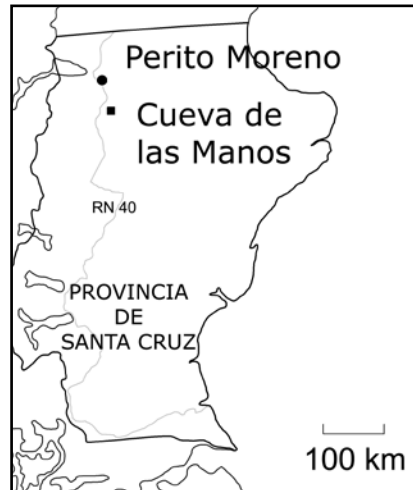 Perito Moreno
Cueva de
las Manos
RN 40
PROVINCIA
DE
SANTA CRUZ
100 km